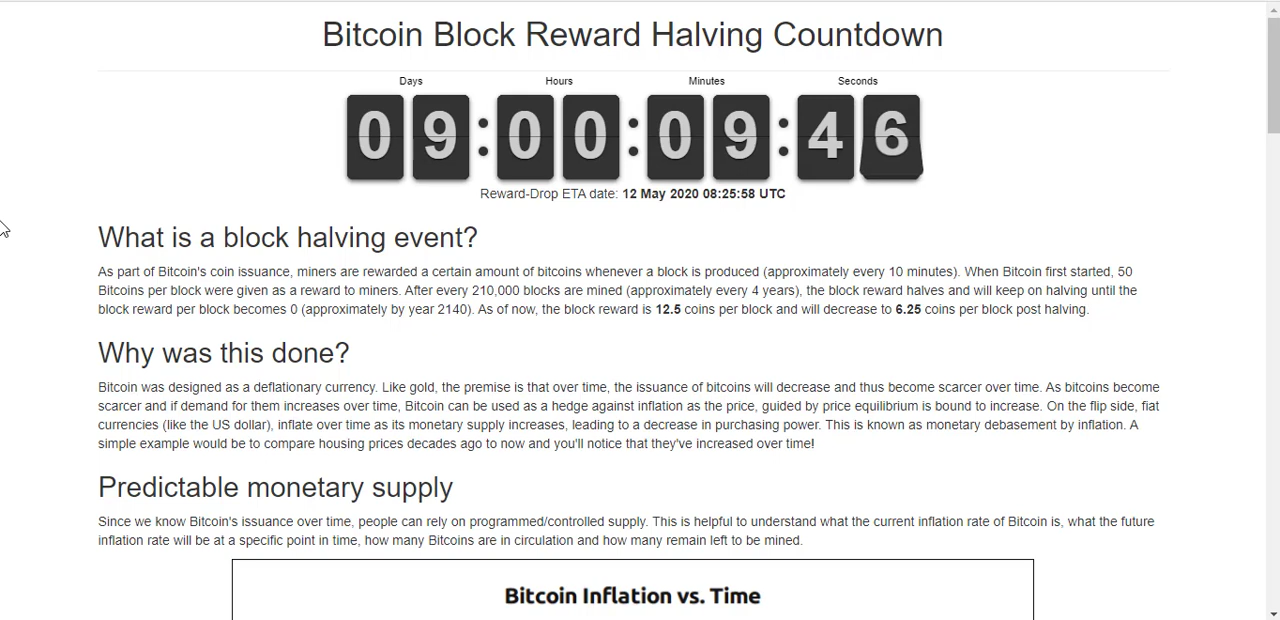 Bitcoin Block Reward Halving Countdown
Days Hours Minutes Seconds
09:00:09:46
Reward-Drop ETA date: 12 May 2020 08:25:58 UTC
What is a block halving event?
As part of Bitcoin's coin issuance, miners are rewarded a certain amount of bitcoins whenever a block is produced (approximately every 10 minutes). When Bitcoin first started, 50
Bitcoins per block were given as a reward to miners. After every 210,000 blocks are mined (approximately every 4 years), the block reward halves and will keep on halving until the
block reward per block becomes 0 (approximately by year 2140). As of now, the block reward is 12.5 coins per block and will decrease to 6.25 coins per block post halving.
Why was this done?
Bitcoin was designed as a deflationary currency. Like gold, the premise is that over time, the issuance of bitcoins will decrease and thus become scarcer over time. As bitcoins become
scarcer and if demand for them increases over time, Bitcoin can be used as a hedge against inflation as the price, guided by price equilibrium is bound to increase. On the flip side, fiat
currencies (like the US dollar), inflate over time as its monetary supply increases, leading to a decrease in purchasing power. This is known as monetary debasement by inflation. A
simple example would be to compare housing prices decades ago to now and you'll notice that they've increased over time!
Predictable monetary supply
Since we know Bitcoin's issuance over time, people can rely on programmed/controlled supply. This is helpful to understand what the current inflation rate of Bitcoin is, what the future
inflation rate will be at a specific point in time, how many Bitcoins are in circulation and how many remain left to be mined.
Bitcoin Inflation vs. Time